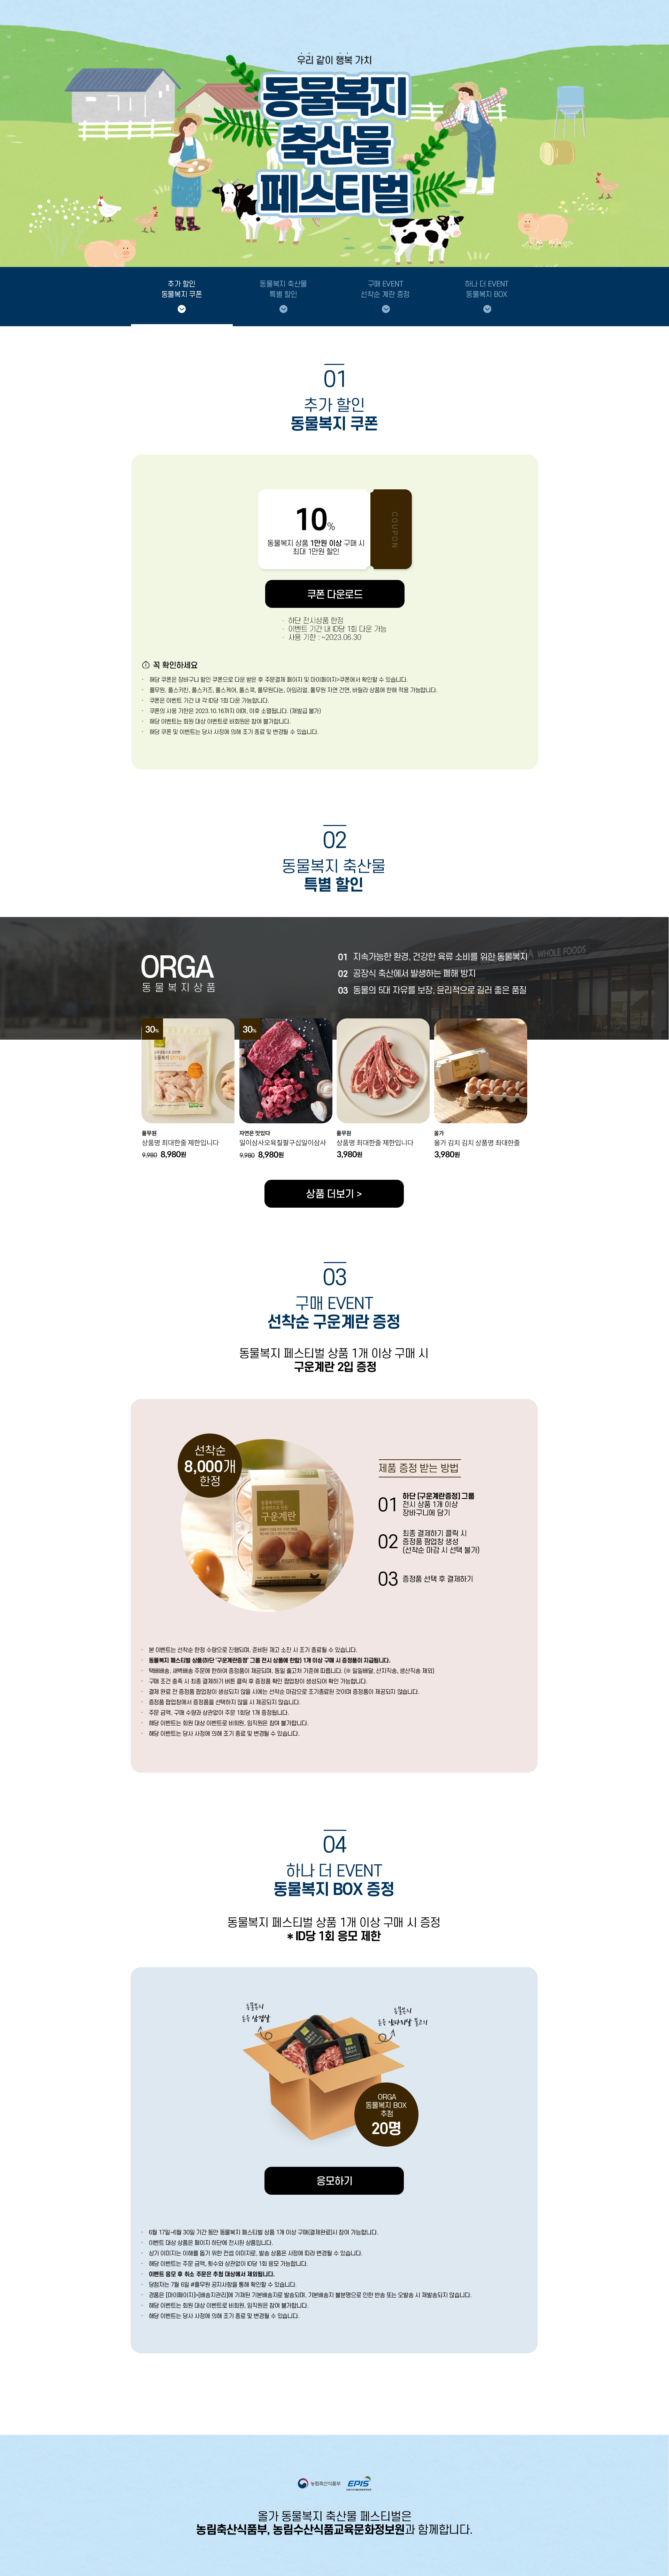 우리 같이 행복 가치
동물복지
축산물
페스티벌
추가 할인
동물복지 쿠폰
동물복지 축산물
특별 할인
구매 EVENT
선착순 계란 증정
하나 더 EVENT
동물복지 BOX
01
추가 할인
동물복지 쿠폰
10%
동물복지 상품 1만원 이상 구매 시
최대 1만원 할인
COUPON
쿠폰 다운로드
· 하단 전시상품 한정
· 이벤트 기간 내 ID당 1회 다운 가능
· 사용 기한 : ~2023.06.30
꼭 확인하세요
· 해당 쿠폰은 장바구니 할인 쿠폰으로 다운 받은 후 주문결제 페이지 및 마이페이지>쿠폰에서 확인할 수 있습니다.
· 풀무원, 풀스키친, 풀스키즈, 풀스케어, 풀스룩, 풀무원다논, 아임리얼, 풀무원 자연 건면, 바릴라 상품에 한해 적용 가능합니다.
· 쿠폰은 이벤트 기간 내 각 ID당 1회 다운 가능합니다.
· 쿠폰의 사용 기한은 2023.10.16까지 이며, 이후 소멸됩니다. (재발급 불가)
· 해당 이벤트는 회원 대상 이벤트로 비회원은 참여 불가합니다.
· 해당 쿠폰 및 이벤트는 당사 사정에 의해 조기 종료 및 변경될 수 있습니다.
02
동물복지 축산물
특별 할인
ORGA
동물복지상품
01 지속가능한 환경, 건강한 육류 소비를 위한 동물복지
02 공장식 축산에서 발생하는 폐해 방지
03 동물의 5대 자유를 보장, 윤리적으로 길러 좋은 품질
WHOLE FOODS
30%
30%
풀무원
상품명 최대한줄 제한입니다
9,980 8,980원
자연은 맛있다
일이삼사오육칠팔구십일이삼사
9,980 8,980원
풀무원
상품명 최대한줄 제한입니다
3,980원
올가
올가 김치 김치 상품명 최대한줄
3,980원
상품 더보기 >
03
구매 EVENT
선착순 구운계란 증정
동물복지 페스티벌 상품 1개 이상 구매 시
구운계란 2입 증정
선착순
8,000개
한정
구운계란
제품 증정 받는 방법
01 하단 [구운계란증정] 그룹
전시 상품 1개 이상
장바구니에 담기
02 최종 결제하기 클릭 시
증정품 팝업창 생성
(선착순 마감 시 선택 불가)
03 증정품 선택 후 결제하기
· 본 이벤트는 선착순 한정 수량으로 진행되며, 준비된 재고 소진 시 조기 종료될 수 있습니다.
· 동물복지 페스티벌 상품(하단 '구운계란증정' 그룹 전시 상품에 한함) 1개 이상 구매 시 증정품이 지급됩니다.
· 택배배송, 새벽배송 주문에 한하여 증정품이 제공되며, 동일 출고처 기준에 따릅니다. (※ 일일배달, 산지직송, 생산직송 제외)
· 구매 조건 충족 시 최종 결제하기 버튼 클릭 후 증정품 확인 팝업창이 생성되어 확인 가능합니다.
· 결제 완료 전 증정품 팝업창이 생성되지 않을 시에는 선착순 마감으로 조기종료된 것이며 증정품이 제공되지 않습니다.
· 증정품 팝업창에서 증정품을 선택하지 않을 시 제공되지 않습니다.
· 주문 금액, 구매 수량과 상관없이 주문 1회당 1개 증정됩니다.
· 해당 이벤트는 회원 대상 이벤트로 비회원, 임직원은 참여 불가합니다.
· 해당 이벤트는 당사 사정에 의해 조기 종료 및 변경될 수 있습니다.
04
하나 더 EVENT
동물복지 BOX 증정
동물복지 페스티벌 상품 1개 이상 구매 시 증정
* ID당 1회 응모 제한
동물복지
동물복지
ORGA
동물복지 BOX
추첨
20명
응모하기
· 6월 17일~6월 30일 기간 동안 동물복지 페스티벌 상품 1개 이상 구매(결제완료)시 참여 가능합니다.
· 이벤트 대상 상품은 페이지 하단에 전시된 상품입니다.
· 상기 이미지는 이해를 돕기 위한 컨셉 이미지로, 발송 상품은 사정에 따라 변경될 수 있습니다.
· 해당 이벤트는 주문 금액, 횟수와 상관없이 ID당 1회 응모 가능합니다.
· 이벤트 응모 후 취소 주문은 추첨 대상에서 제외됩니다.
· 당첨자는 7월 6일 #풀무원 공지사항을 통해 확인할 수 있습니다.
· 경품은 [마이페이지]>[배송지관리]에 기재된 기본배송지로 발송되며, 기본배송지 불분명으로 인한 반송 또는 오발송 시 재발송되지 않습니다.
· 해당 이벤트는 회원 대상 이벤트로 비회원, 임직원은 참여 불가합니다.
· 해당 이벤트는 당사 사정에 의해 조기 종료 및 변경될 수 있습니다.
농림축산식품부 EPIS
올가 동물복지 축산물 페스티벌은
농림축산식품부, 농림수산식품교육문화정보원과 함께합니다.